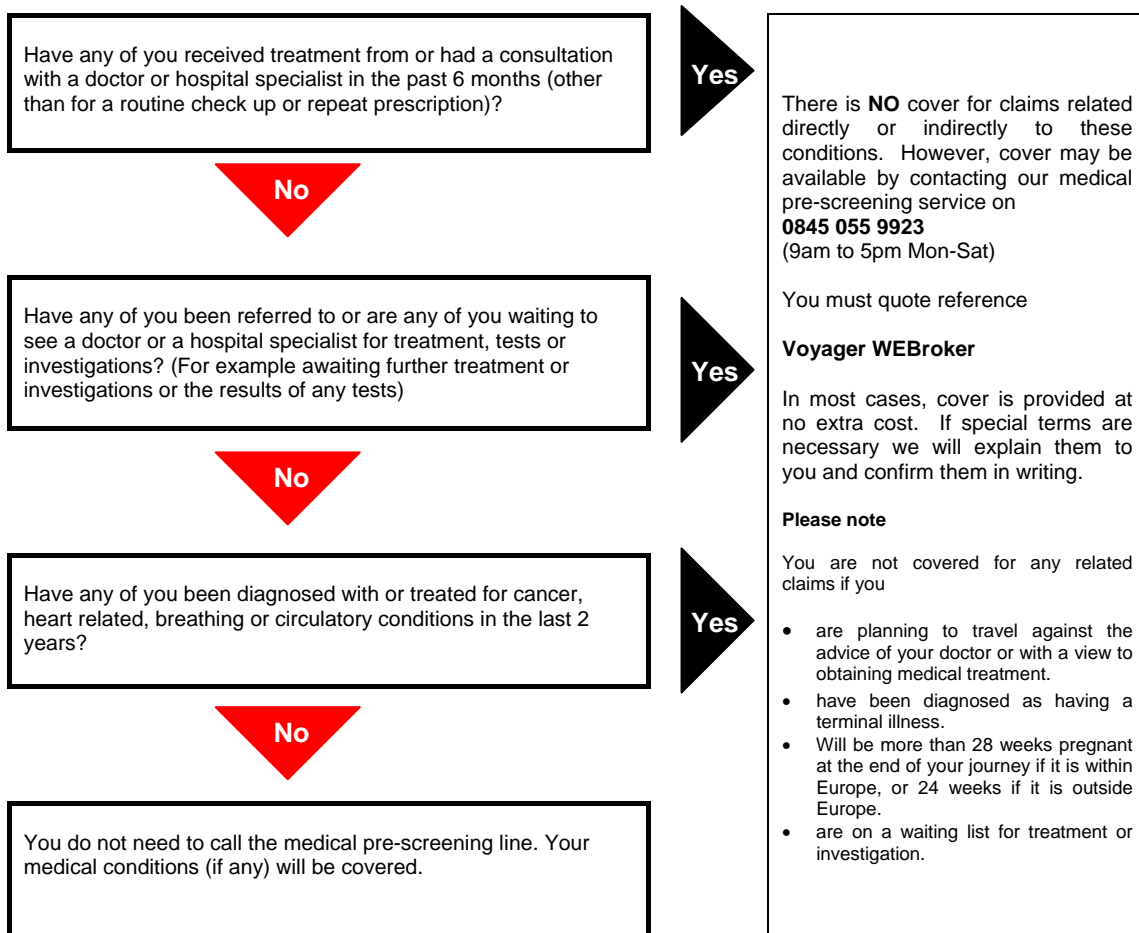 Have any of you received treatment from or had a consultation
with a doctor or hospital specialist in the past 6 months (other
than for a routine check up or repeat prescription)?
Yes
No
Have any of you been referred to or are any of you waiting to
see a doctor or a hospital specialist for treatment, tests or
investigations? (For example awaiting further treatment or
investigations or the results of any tests)
Yes
No
Have any of you been diagnosed with or treated for cancer,
heart related, breathing or circulatory conditions in the last 2
years?
Yes
No
You do not need to call the medical pre-screening line. Your
medical conditions (if any) will be covered.
There is NO cover for claims related
directly or indirectly to these
conditions. However, cover may be
available by contacting our medical
pre-screening service on
0845 055 9923
(9am to 5pm Mon-Sat)
You must quote reference
Voyager WEBroker
In most cases, cover is provided at
no extra cost. If special terms are
necessary we will explain them to
you and confirm them in writing.
Please note
You are not covered for any related
claims if you
• are planning to travel against the
advice of your doctor or with a view to
obtaining medical treatment.
• have been diagnosed as having a
terminal illness.
• Will be more than 28 weeks pregnant
at the end of your journey if it is within
Europe, or 24 weeks if it is outside
Europe.
• are on a waiting list for treatment or
investigation.